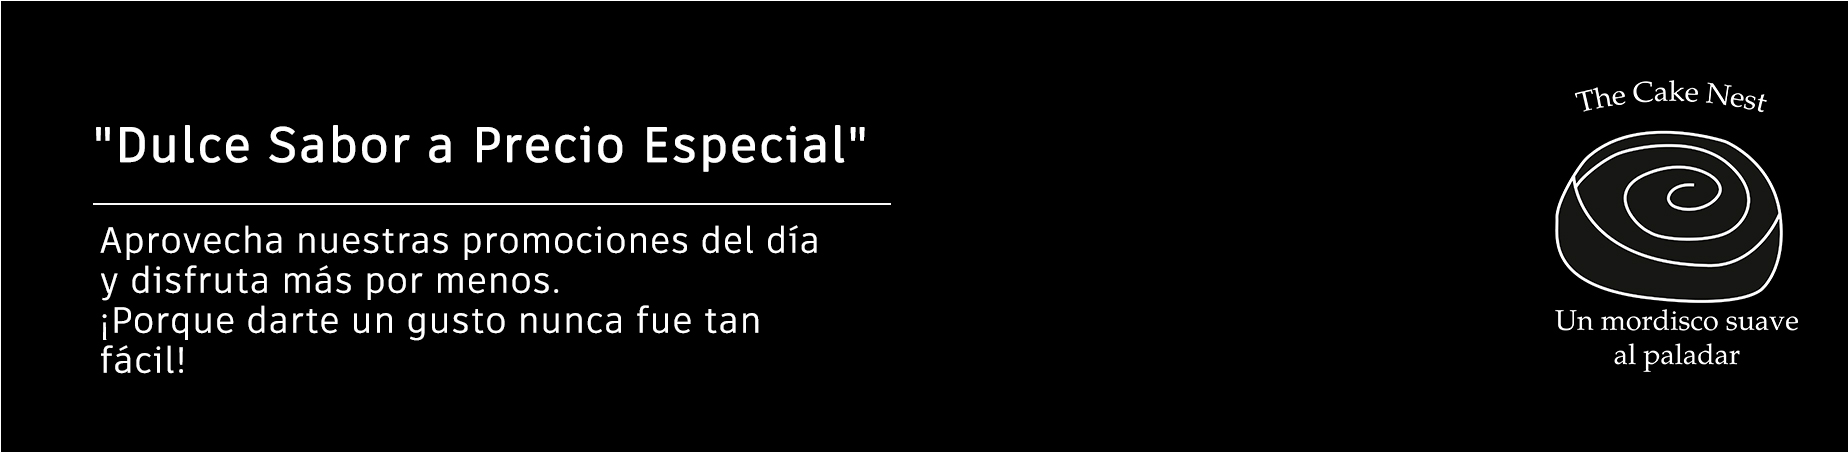 "Dulce Sabor a Precio Especial"
Aprovecha nuestras promociones del día
y disfruta más por menos.
¡Porque darte un gusto nunca fue tan
fácil!
The Cake Nest
Un mordisco suave
al paladar